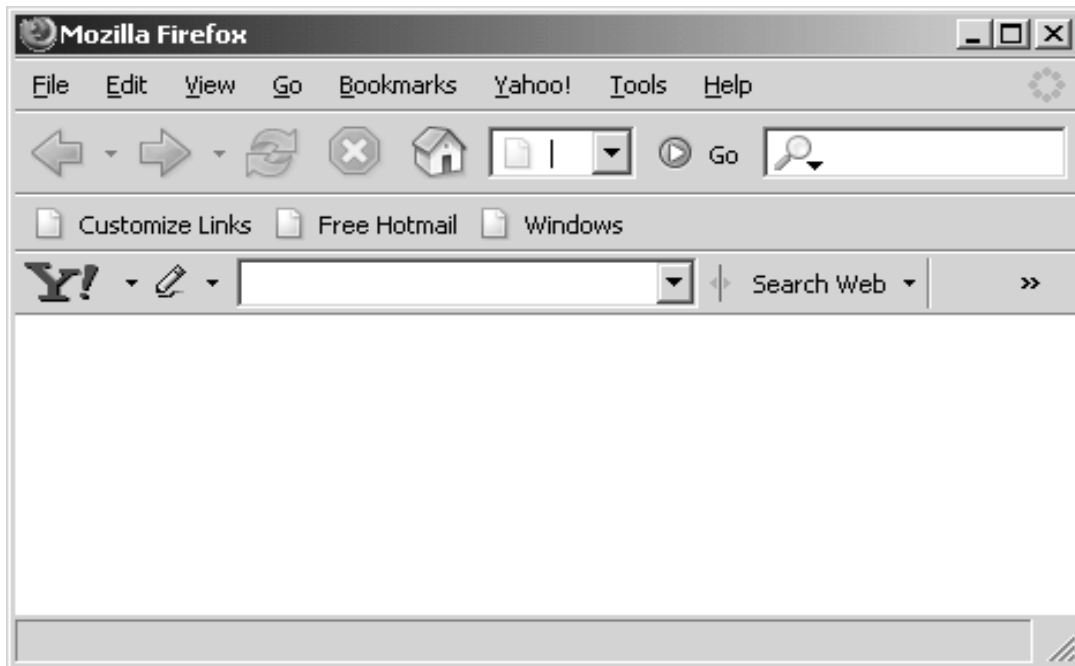 Mozilla Firefox
File Edit View Go Bookmarks Yahoo! Tools Help
Go
Customize Links Free Hotmail Windows
Y! Search Web »